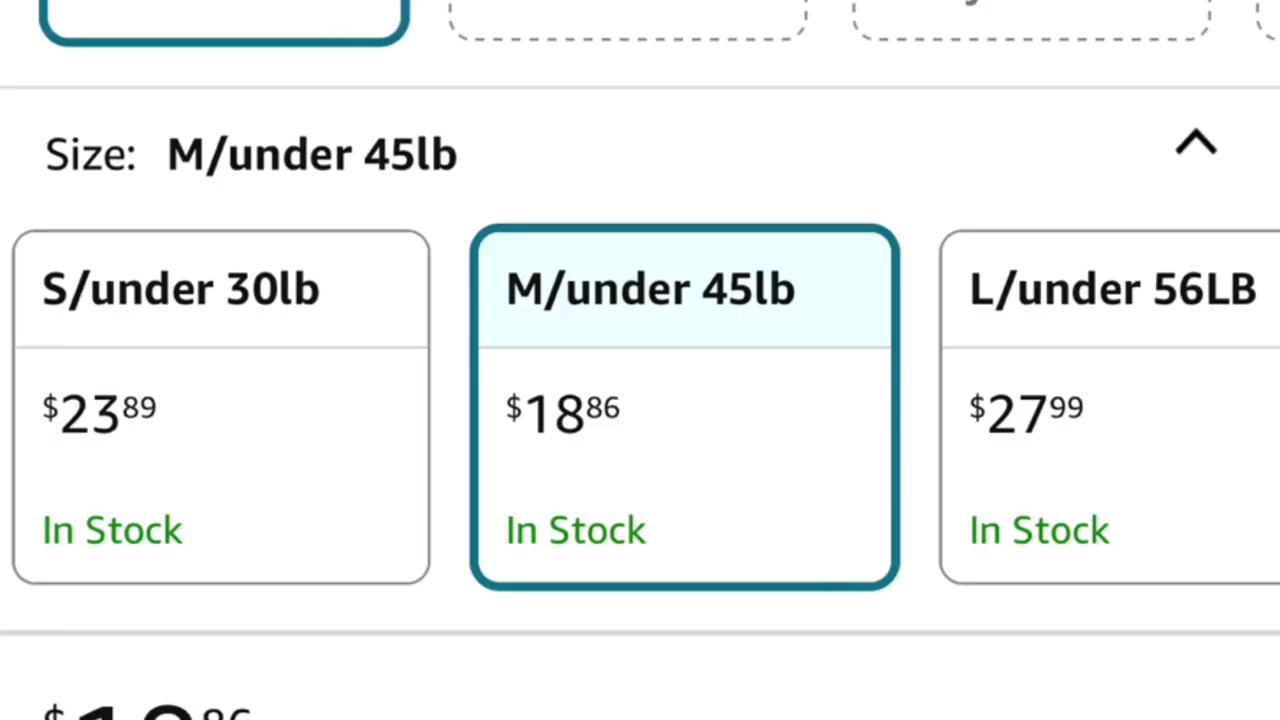 Size: M/under 45lb
S/under 30lb M/under 45lb L/under 56LB
$23 89 $18 86 $27 99
In Stock In Stock In Stock